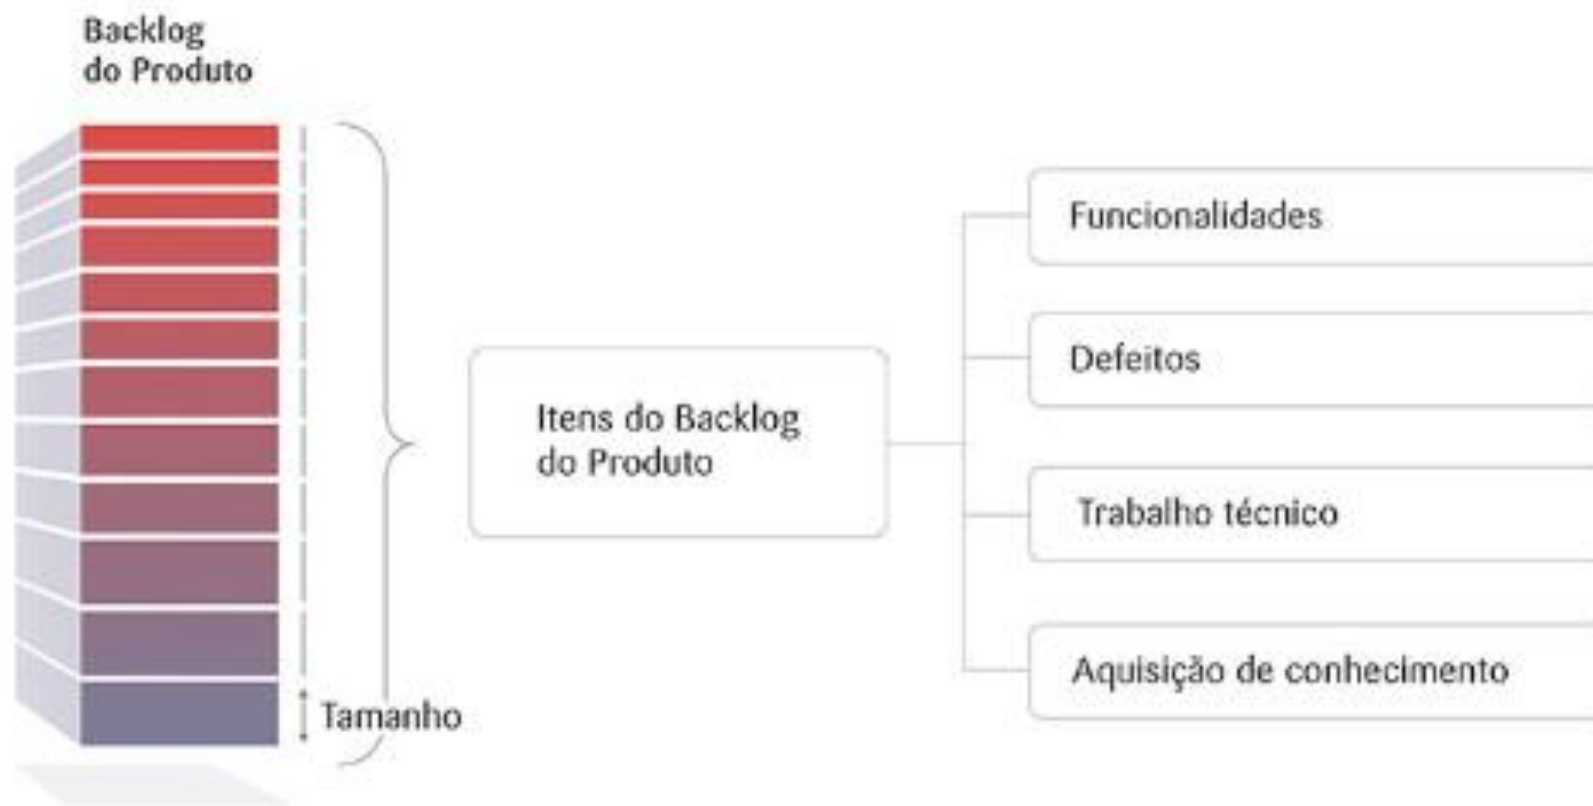 Backlog
do Produto
Tamanho
Itens do Backlog
do Produto
Funcionalidades
Defeitos
Trabalho técnico
Aquisição de conhecimento